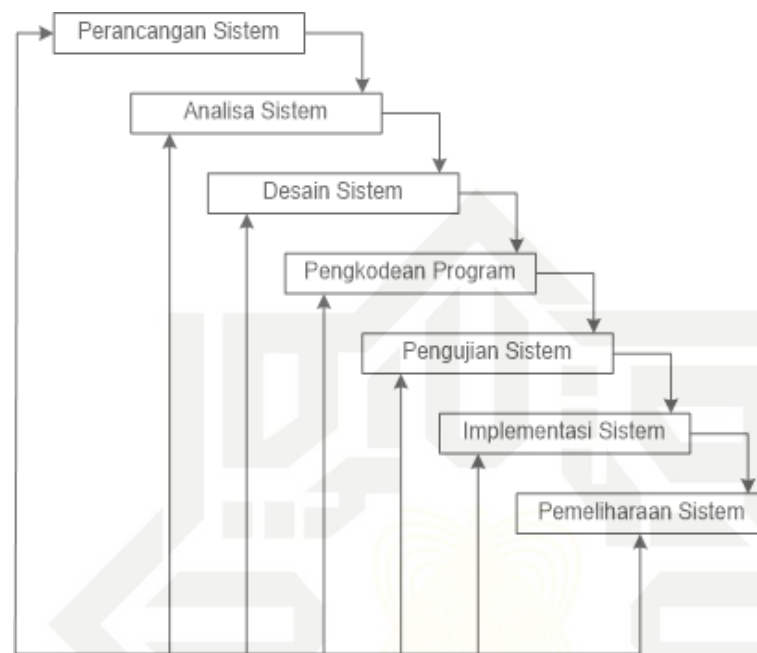 Perancangan Sistem
Analisa Sistem
Desain Sistem
Pengkodean Program
Pengujian Sistem
Implementasi Sistem
Pemeliharaan Sistem